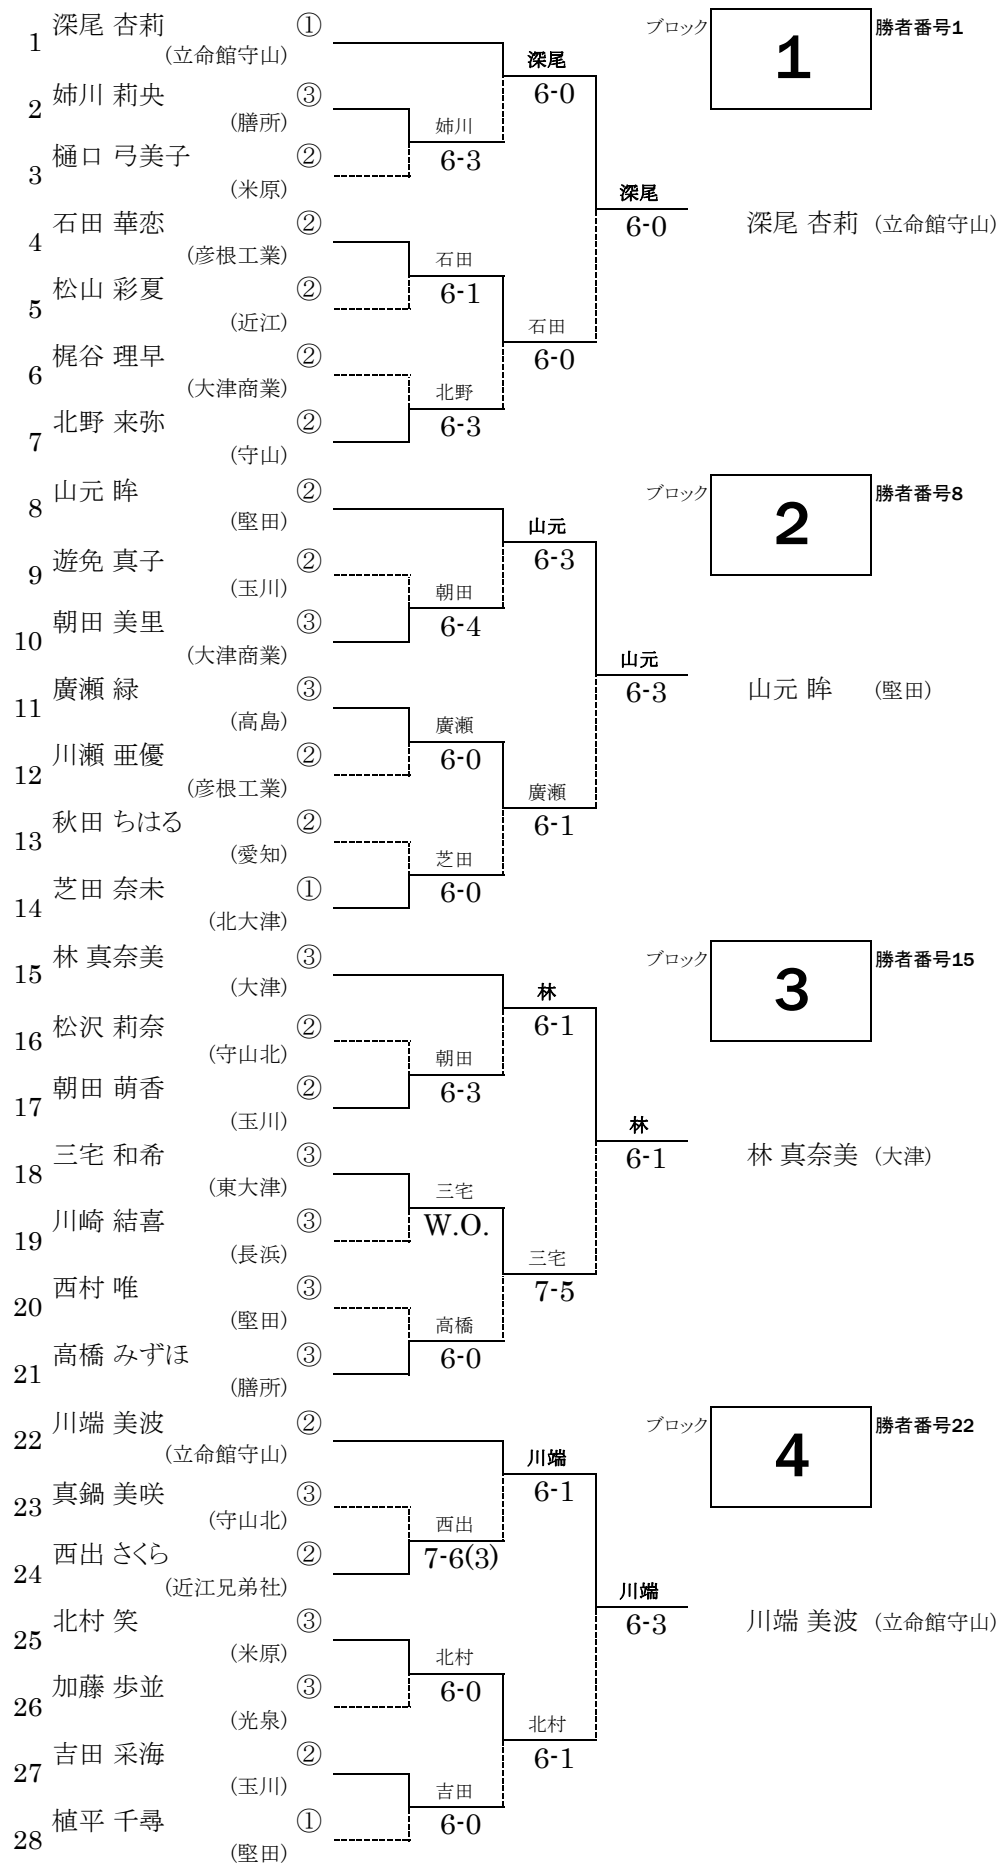 1 深尾 杏莉 ①
(立命館守山)
2 姉川 莉央 ③
(膳所)
3 樋口 弓美子 ②
(米原)
4 石田 華恋 ②
(彦根工業)
5 松山 彩夏 ②
(近江)
6 梶谷 理早 ②
(大津商業)
7 北野 来弥 ②
(守山)
姉川
6-3
石田
6-1
北野
6-3
深尾
6-0
石田
6-0
深尾
6-0
ブロック 1 勝者番号1
深尾 杏莉 (立命館守山)
8 山元 眸 ②
(堅田)
9 遊免 真子 ②
(玉川)
10 朝田 美里 ③
(大津商業)
11 廣瀬 緑 ③
(高島)
12 川瀬 亜優 ②
(彦根工業)
13 秋田 ちはる ②
(愛知)
14 芝田 奈未 ①
(北大津)
朝田
6-4
廣瀬
6-0
芝田
6-0
山元
6-3
廣瀬
6-1
山元
6-3
ブロック 2 勝者番号8
山元 眸 (堅田)
15 林 真奈美 ③
(大津)
16 松沢 莉奈 ②
(守山北)
17 朝田 萌香 ②
(玉川)
18 三宅 和希 ③
(東大津)
19 川崎 結喜 ③
(長浜)
20 西村 唯 ③
(堅田)
21 高橋 みずほ ③
(膳所)
朝田
6-3
三宅
W.O.
高橋
6-0
林
6-1
三宅
7-5
林
6-1
ブロック 3 勝者番号15
林 真奈美 (大津)
22 川端 美波 ②
(立命館守山)
23 真鍋 美咲 ③
(守山北)
24 西出 さくら ②
(近江兄弟社)
25 北村 笑 ③
(米原)
26 加藤 歩並 ③
(光泉)
27 吉田 采海 ②
(玉川)
28 植平 千尋 ①
(堅田)
西出
7-6(3)
北村
6-0
吉田
6-0
川端
6-1
北村
6-1
川端
6-3
ブロック 4 勝者番号22
川端 美波 (立命館守山)